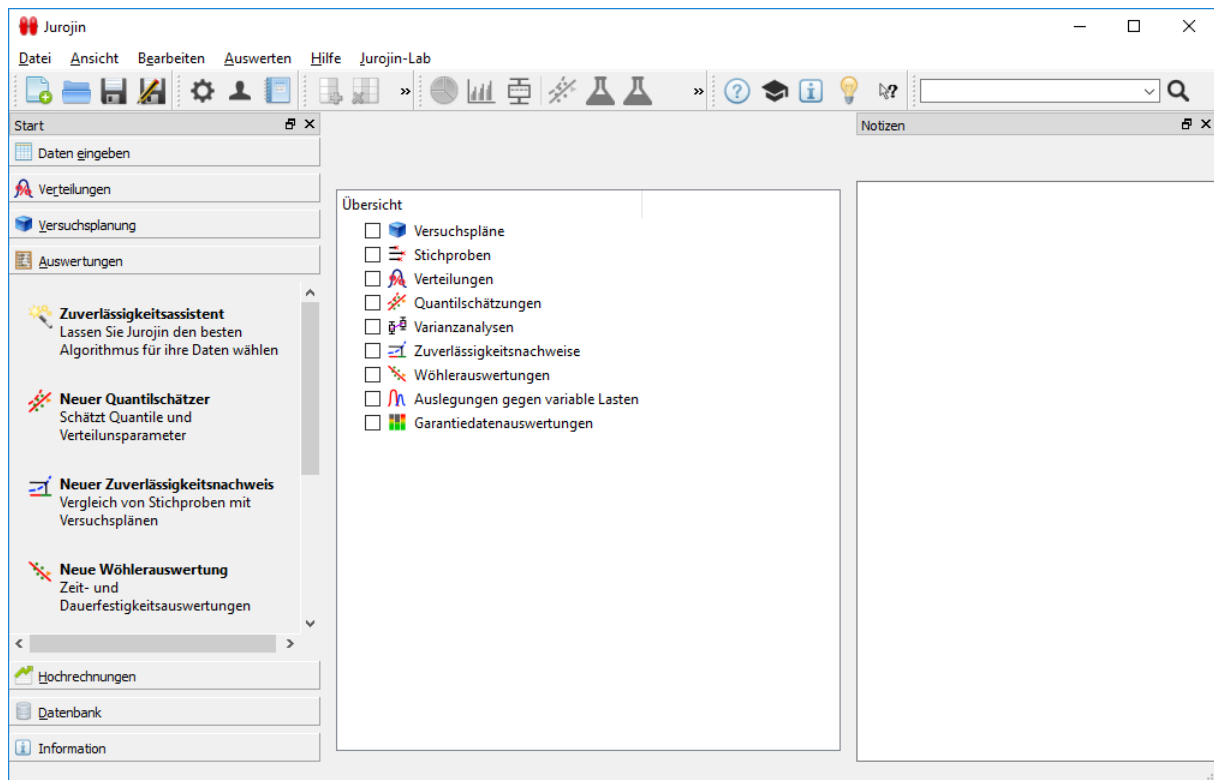 Jurojin
Datei Ansicht Bearbeiten Auswerten Hilfe Jurojin-Lab
Start
Daten eingeben
Verteilungen
Versuchsplanung
Auswertungen
Zuverlässigkeitsassistent
Lassen Sie Jurojin den besten
Algorithmus für ihre Daten wählen
Neuer Quantilschätzer
Schätzt Quantile und
Verteilunsparameter
Neuer Zuverlässigkeitsnachweis
Vergleich von Stichproben mit
Versuchsplänen
Neue Wöhlerauswertung
Zeit- und
Dauerfestigkeitsauswertungen
Hochrechnungen
Datenbank
Information
Übersicht
Versuchspläne
Stichproben
Verteilungen
Quantilschätzungen
Varianzanalysen
Zuverlässigkeitsnachweise
Wöhlerauswertungen
Auslegungen gegen variable Lasten
Garantiedatenauswertungen
Notizen